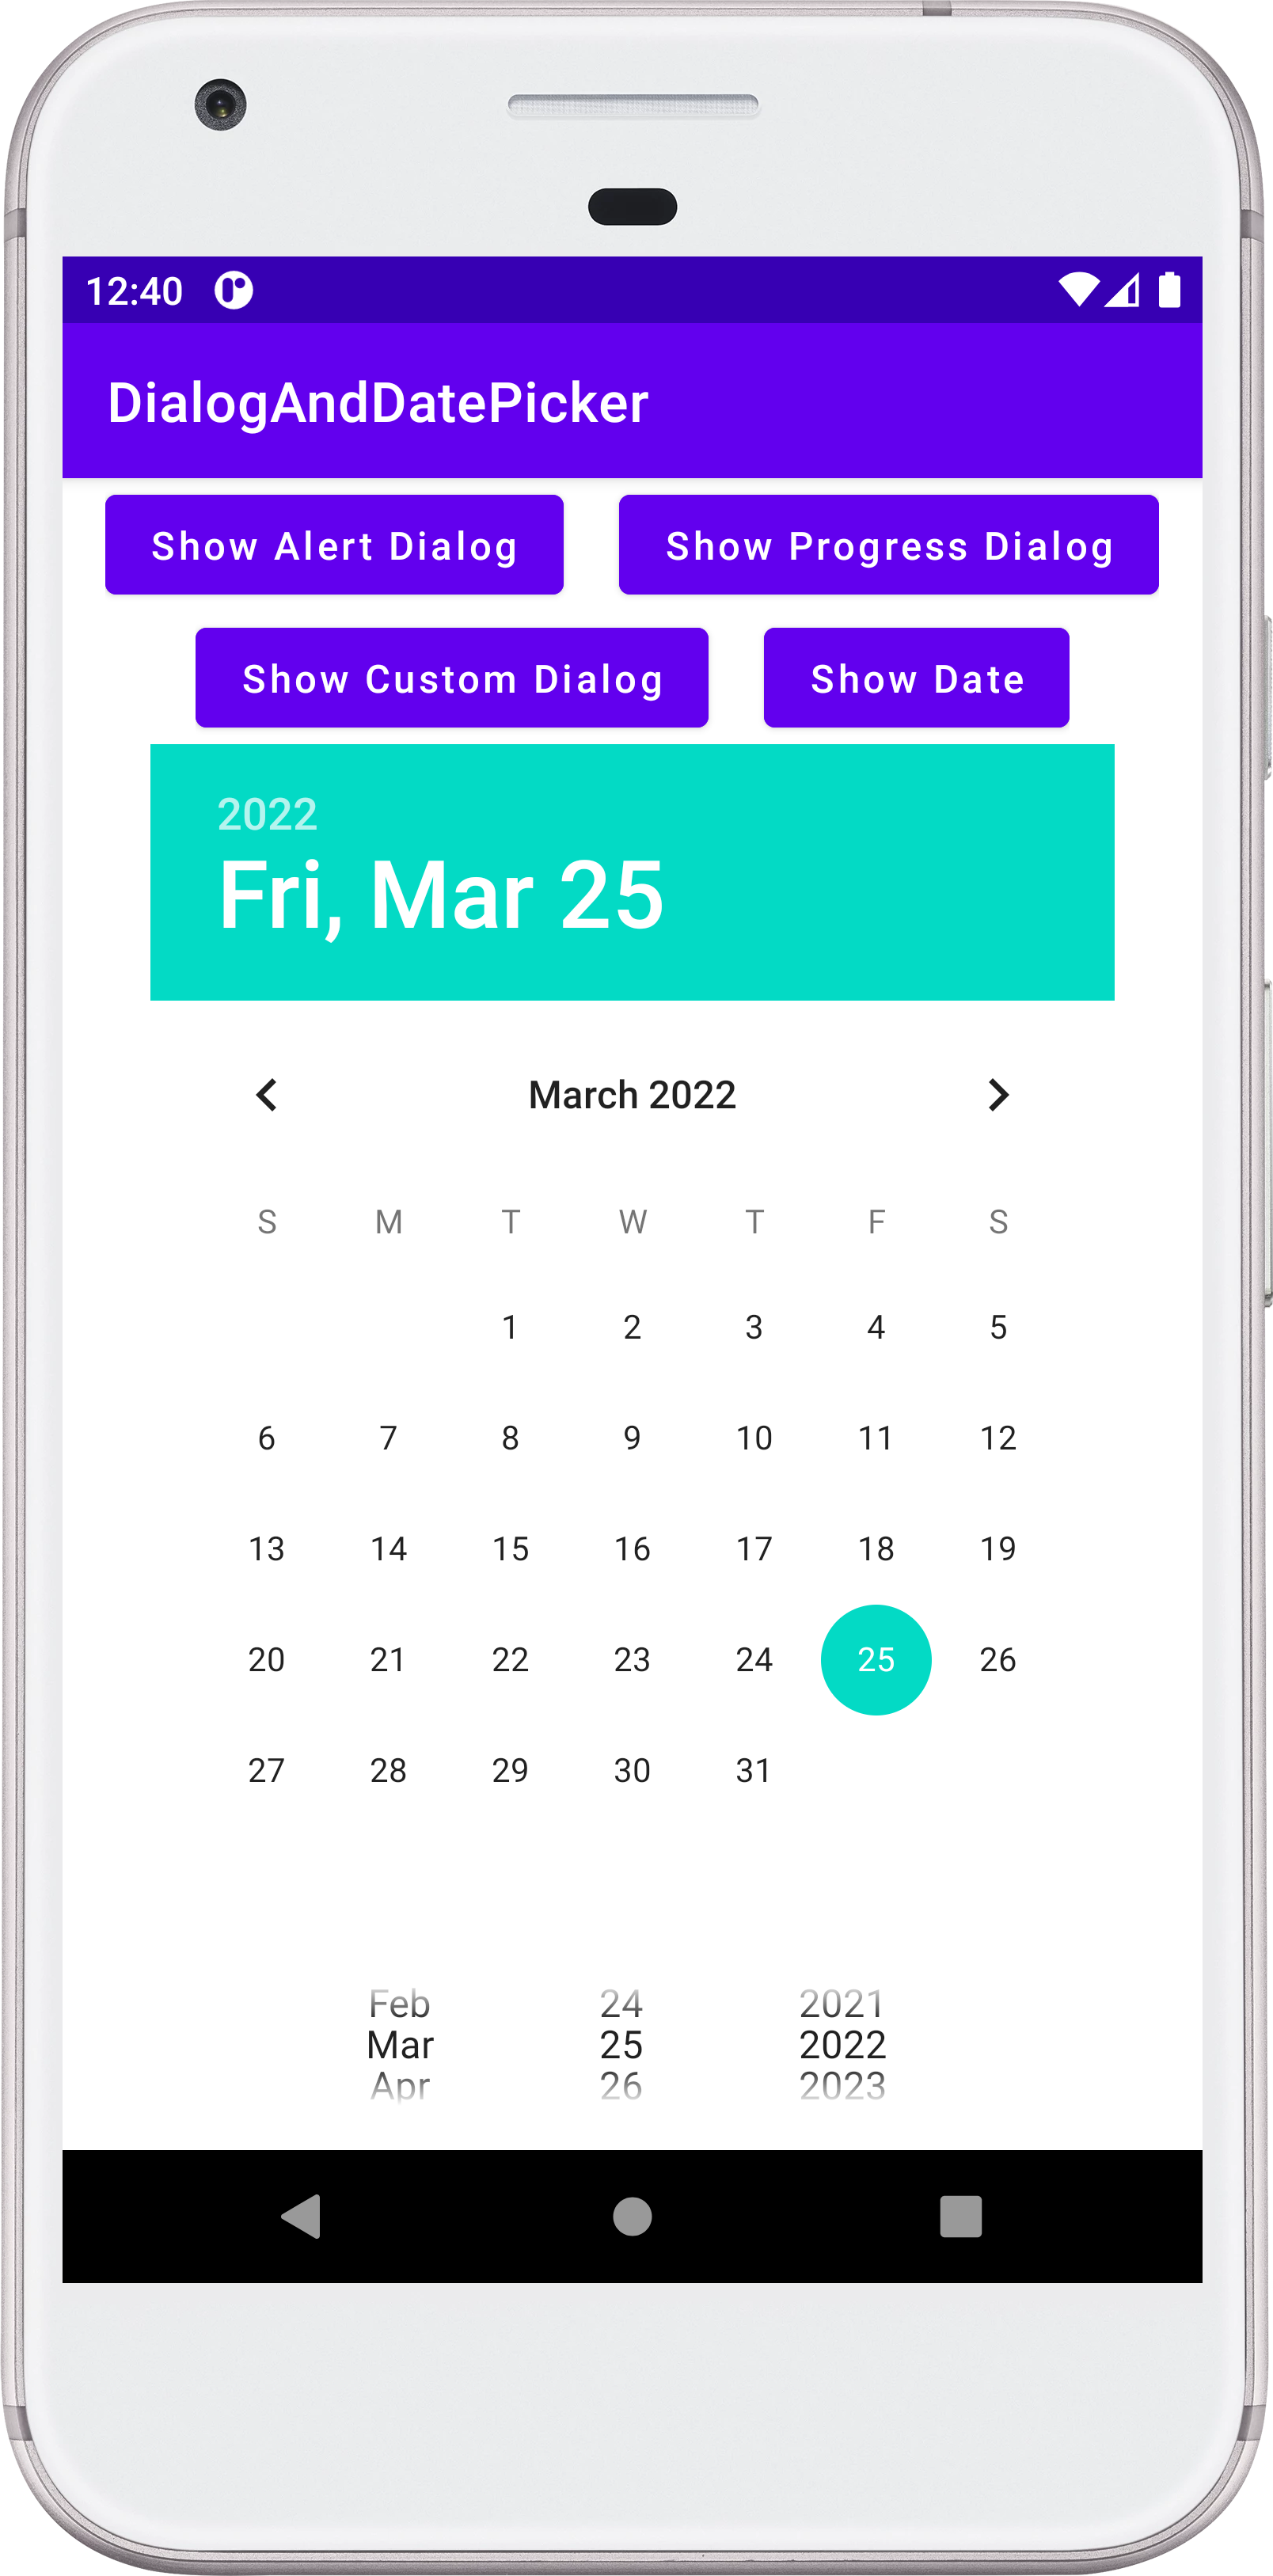 12:40
DialogAndDatePicker
Show Alert Dialog Show Progress Dialog
Show Custom Dialog Show Date
2022
Fri, Mar 25
March 2022
S M T W T F S
1 2 3 4 5
6 7 8 9 10 11 12
13 14 15 16 17 18 19
20 21 22 23 24 25 26
27 28 29 30 31
Feb 24 2021
Mar 25 2022
Apr 26 2023